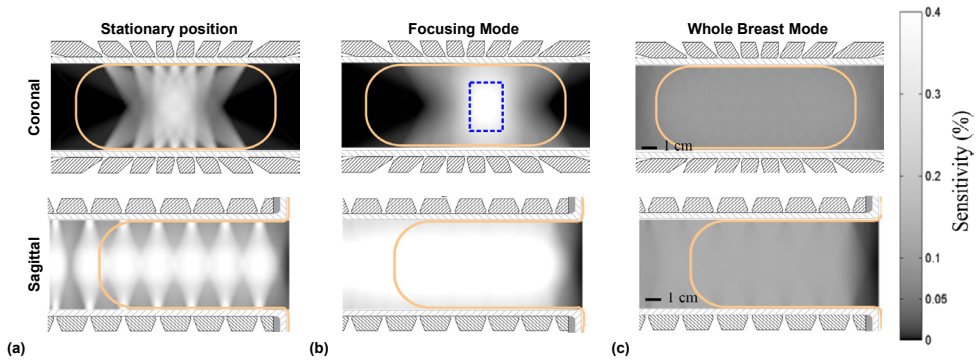 Stationary position
Focusing Mode
Whole Breast Mode
Coronal
1 cm
Sagittal
1 cm
(a)
(b)
(c)
0.4
0.3
0.2
0.1
0.05
0
Sensitivity (%)